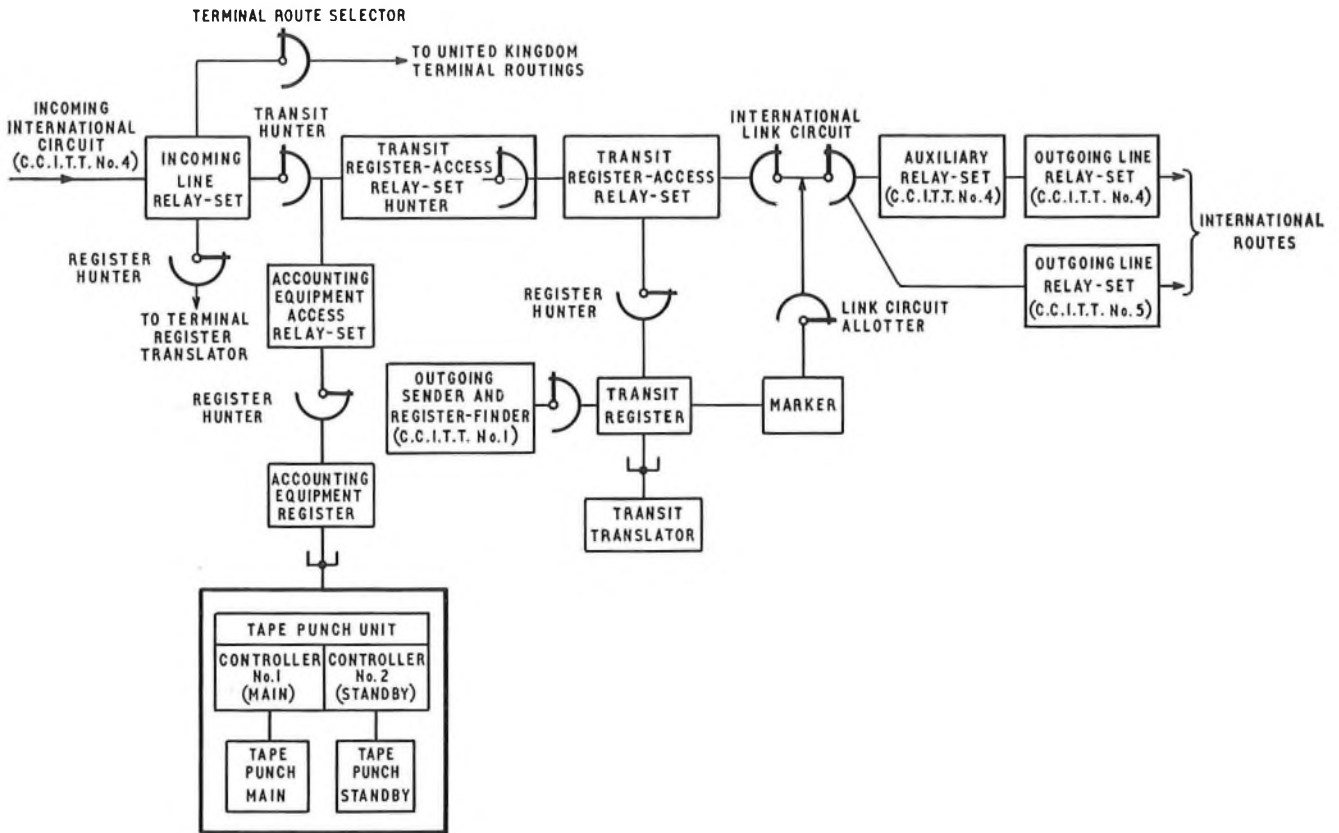 TERMINAL ROUTE SELECTOR
TO UNITED KINGDOM
TERMINAL ROUTINGS
INCOMING
INTERNATIONAL
CIRCUIT
(C.C.I.T.T. No.4)
INCOMING
LINE
RELAY-SET
TRANSIT
HUNTER
TRANSIT
REGISTER-ACCESS
RELAY-SET
HUNTER
TRANSIT
REGISTER-ACCESS
RELAY-SET
INTERNATIONAL
LINK CIRCUIT
AUXILIARY
RELAY-SET
(C.C.I.T.T. No.4)
OUTGOING LINE
RELAY-SET
(C.C.I.T.T. No.4)
INTERNATIONAL
ROUTES
OUTGOING LINE
RELAY-SET
(C.C.I.T.T. No.5)
REGISTER
HUNTER
TO TERMINAL
REGISTER
TRANSLATOR
ACCOUNTING
EQUIPMENT
ACCESS
RELAY-SET
REGISTER
HUNTER
LINK CIRCUIT
ALLOTTER
REGISTER
HUNTER
OUTGOING
SENDER AND
REGISTER-FINDER
(C.C.I.T.T. No.1)
TRANSIT
REGISTER
MARKER
ACCOUNTING
EQUIPMENT
REGISTER
TRANSIT
TRANSLATOR
TAPE PUNCH UNIT
CONTROLLER
No.1
(MAIN)
CONTROLLER
No.2
(STANDBY)
TAPE
PUNCH
MAIN
TAPE
PUNCH
STANDBY